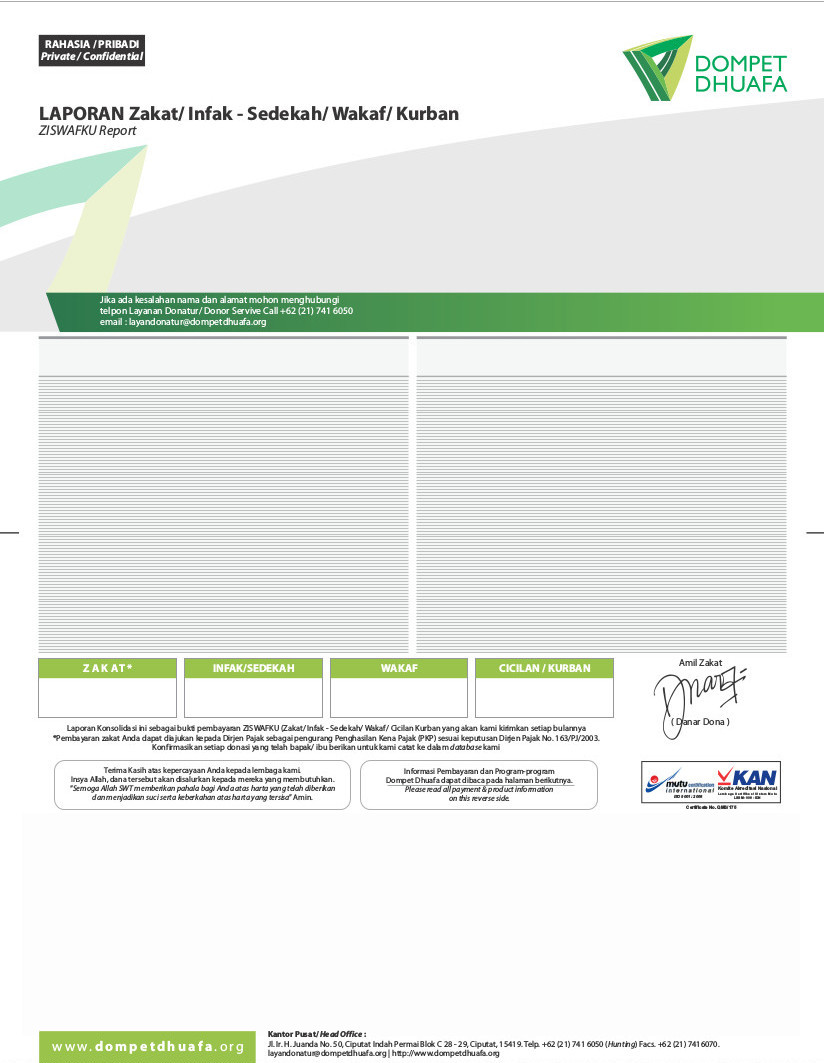 RAHASIA / PRIBADI
Private / Confidential
DOMPET
DHUAFA
LAPORAN Zakat/ Infak - Sedekah/ Wakaf/ Kurban
ZISWAFKU Report
Jika ada kesalahan nama dan alamat mohon menghubungi
telpon Layanan Donatur/ Donor Servive Call +62 (21) 741 6050
email : layandonatur@dompetdhuafa.org
Z A K A T *
INFAK/SEDEKAH
WAKAF
CICILAN / KURBAN
Amil Zakat
( Danar Dona )
Laporan Konsolidasi ini sebagai bukti pembayaran ZISWAFKU (Zakat/ Infak - Sedekah/ Wakaf/ Cicilan Kurban yang akan kami kirimkan setiap bulannya
*Pembayaran zakat Anda dapat diajukan kepada Dirjen Pajak sebagai pengurang Penghasilan Kena Pajak (PKP) sesuai keputusan Dirjen Pajak No. 163/PJ/2003.
Konfirmasikan setiap donasi yang telah bapak/ ibu berikan untuk kami catat ke dalam database kami
Terima Kasih atas kepercayaan Anda kepada lembaga kami.
Insya Allah, dana tersebut akan disalurkan kepada mereka yang membutuhkan.
"Semoga Allah SWT memberikan pahala bagi Anda atas harta yang telah diberikan
dan menjadikan suci serta keberkahan atas harta yang tersisa" Amin.
Informasi Pembayaran dan Program-program
Dompet Dhuafa dapat dibaca pada halaman berikutnya.
Please read all payment & product information
on this reverse side.
mutu certification
international
ISO 9001 : 2008
KAN
Komite Akreditasi Nasional
Certificate No. QMS/175
www.dompetdhuafa.org
Kantor Pusat/ Head Office :
Jl. Ir. H. Juanda No. 50, Ciputat Indah Permai Blok C 28 - 29, Ciputat, 15419. Telp. +62 (21) 741 6050 (Hunting) Facs. +62 (21) 7416070.
layandonatur@dompetdhuafa.org | http://www.dompetdhuafa.org